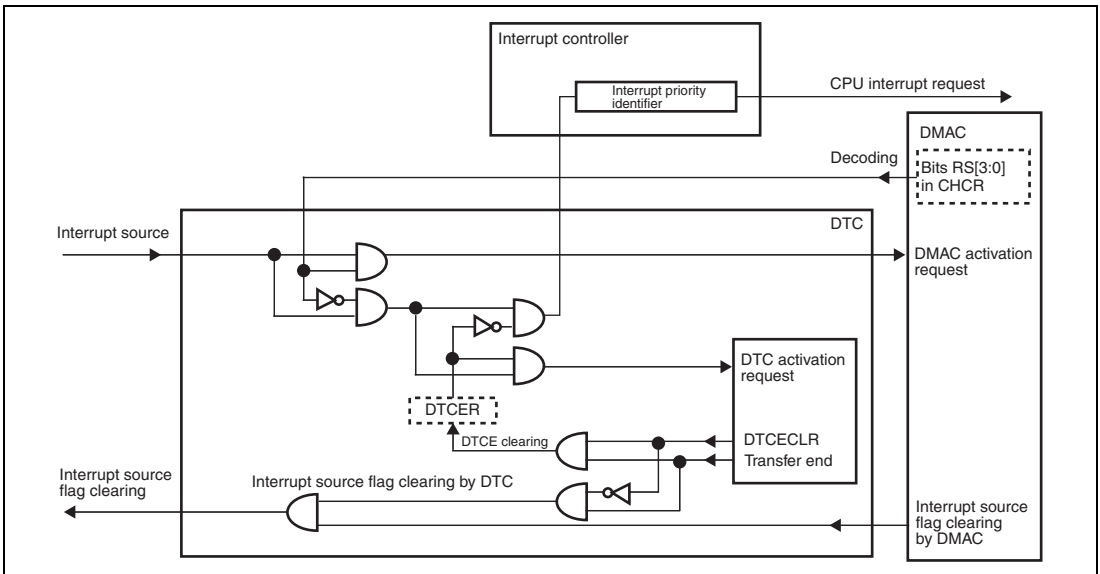 Interrupt controller
Interrupt priority
identifier
CPU interrupt request
DMAC
Decoding
Bits RS[3:0]
in CHCR
DTC
Interrupt source
DMAC activation
request
DTC activation
request
DTCER
DTCE clearing
DTCECLR
Transfer end
Interrupt source
flag clearing
Interrupt source flag clearing by DTC
Interrupt source
flag clearing
by DMAC